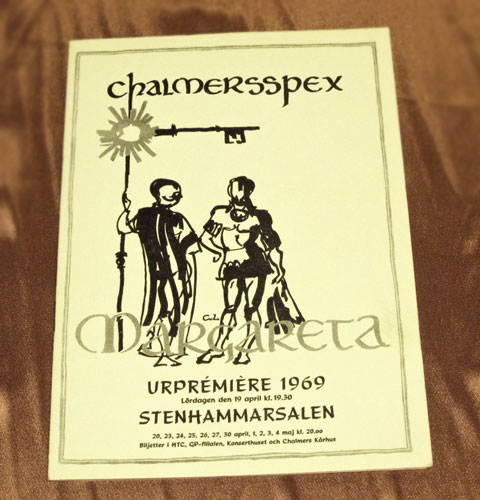 chalmersspex
C.L.
Margareta
URPRÉMIÈRE 1969
Lördagen den 19 april kl. 19.30
STENHAMMARSALEN
20, 23, 24, 25, 26, 27, 30 april, 1, 2, 3, 4 maj kl. 20.00
Biljetter i HTC, GP-filialen, Konserthuset och Chalmers Kårhus